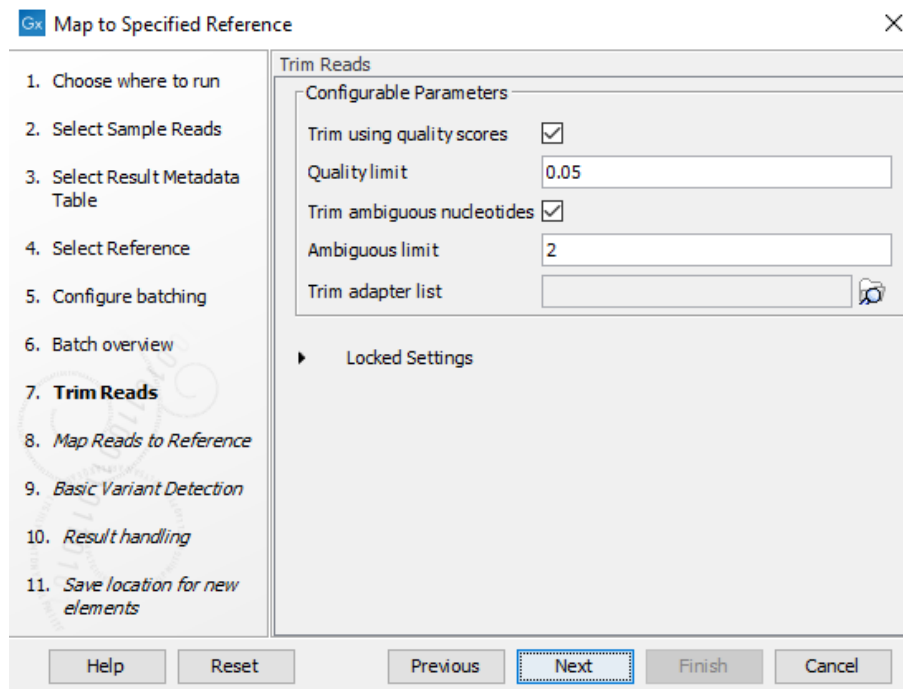 Gx Map to Specified Reference
1. Choose where to run
2. Select Sample Reads
3. Select Result Metadata
Table
4. Select Reference
5. Configure batching
6. Batch overview
7. Trim Reads
8. Map Reads to Reference
9. Basic Variant Detection
10. Result handling
11. Save location for new
elements
Trim Reads
Configurable Parameters
Trim using quality scores
Quality limit 0.05
Trim ambiguous nucleotides
Ambiguous limit 2
Trim adapter list
Locked Settings
Help Reset Previous Next Finish Cancel